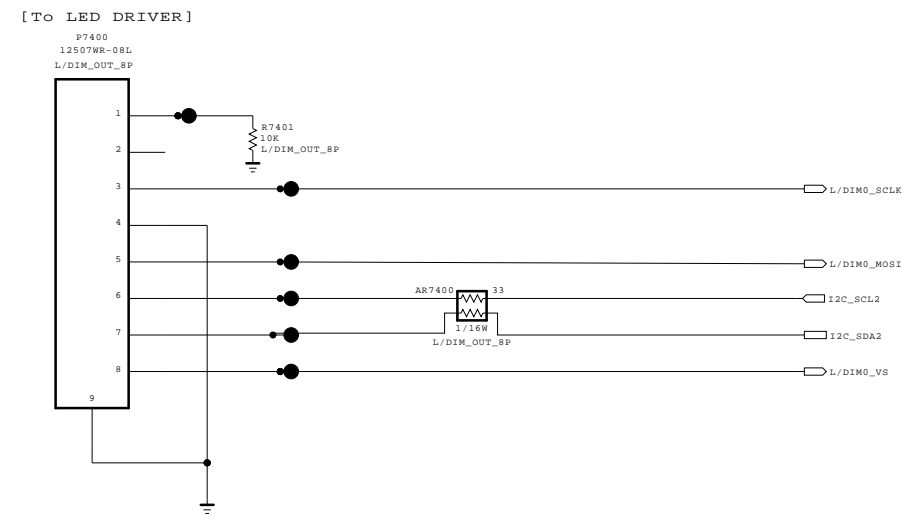 [To LED DRIVER]
P7400
12507WR-08L
L/DIM_OUT_8P
1
R7401
10K
2
L/DIM_OUT_8P
3
L/DIM0_SCLK
4
5
L/DIM0_MOSI
6
AR7400
33
I2C_SCL2
1/16W
7
I2C_SDA2
L/DIM_OUT_8P
8
L/DIM0_VS
9